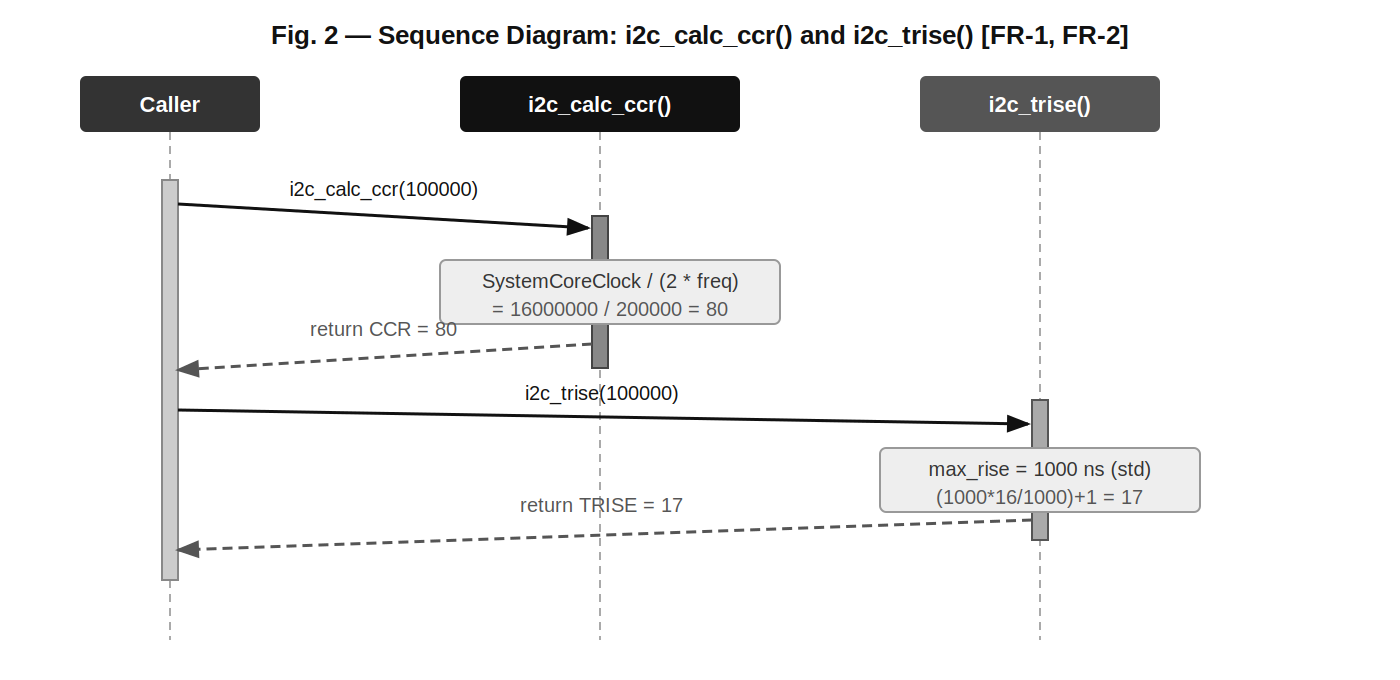 Fig. 2 — Sequence Diagram: i2c_calc_ccr() and i2c_trise() [FR-1, FR-2]
Caller
i2c_calc_ccr()
i2c_trise()
i2c_calc_ccr(100000)
SystemCoreClock / (2 * freq)
= 16000000 / 200000 = 80
return CCR = 80
i2c_trise(100000)
max_rise = 1000 ns (std)
(1000*16/1000)+1 = 17
return TRISE = 17